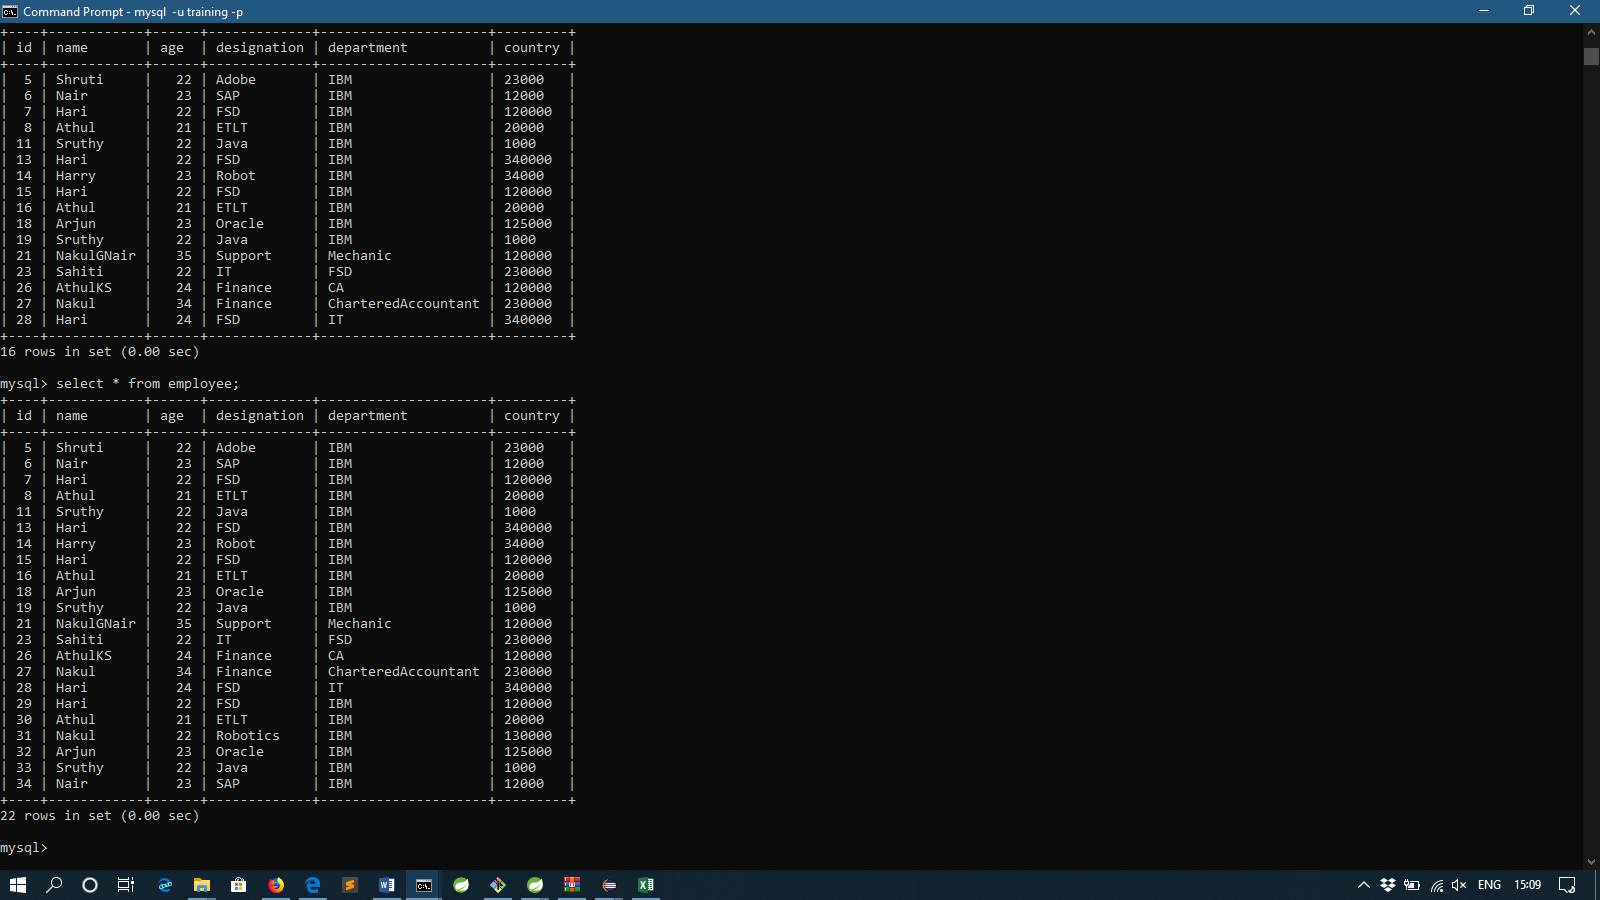 Command Prompt - mysql  -u training -p
+----+------------+------+-------------+---------------------+---------+
| id | name       | age  | designation | department          | country |
+----+------------+------+-------------+---------------------+---------+
|  5 | Shruti     |   22 | Adobe       | IBM                 | 23000   |
|  6 | Nair       |   23 | SAP         | IBM                 | 12000   |
|  7 | Hari       |   22 | FSD         | IBM                 | 120000  |
|  8 | Athul      |   21 | ETLT        | IBM                 | 20000   |
| 11 | Sruthy     |   22 | Java        | IBM                 | 1000    |
| 13 | Hari       |   22 | FSD         | IBM                 | 340000  |
| 14 | Harry      |   23 | Robot       | IBM                 | 34000   |
| 15 | Hari       |   22 | FSD         | IBM                 | 120000  |
| 16 | Athul      |   21 | ETLT        | IBM                 | 20000   |
| 18 | Arjun      |   23 | Oracle      | IBM                 | 125000  |
| 19 | Sruthy     |   22 | Java        | IBM                 | 1000    |
| 21 | NakulGNair |   35 | Support     | Mechanic            | 120000  |
| 23 | Sahiti     |   22 | IT          | FSD                 | 230000  |
| 26 | AthulKS    |   24 | Finance     | CA                  | 120000  |
| 27 | Nakul      |   34 | Finance     | CharteredAccountant | 230000  |
| 28 | Hari       |   24 | FSD         | IT                  | 340000  |
+----+------------+------+-------------+---------------------+---------+
16 rows in set (0.00 sec)
mysql> select * from employee;
+----+------------+------+-------------+---------------------+---------+
| id | name       | age  | designation | department          | country |
+----+------------+------+-------------+---------------------+---------+
|  5 | Shruti     |   22 | Adobe       | IBM                 | 23000   |
|  6 | Nair       |   23 | SAP         | IBM                 | 12000   |
|  7 | Hari       |   22 | FSD         | IBM                 | 120000  |
|  8 | Athul      |   21 | ETLT        | IBM                 | 20000   |
| 11 | Sruthy     |   22 | Java        | IBM                 | 1000    |
| 13 | Hari       |   22 | FSD         | IBM                 | 340000  |
| 14 | Harry      |   23 | Robot       | IBM                 | 34000   |
| 15 | Hari       |   22 | FSD         | IBM                 | 120000  |
| 16 | Athul      |   21 | ETLT        | IBM                 | 20000   |
| 18 | Arjun      |   23 | Oracle      | IBM                 | 125000  |
| 19 | Sruthy     |   22 | Java        | IBM                 | 1000    |
| 21 | NakulGNair |   35 | Support     | Mechanic            | 120000  |
| 23 | Sahiti     |   22 | IT          | FSD                 | 230000  |
| 26 | AthulKS    |   24 | Finance     | CA                  | 120000  |
| 27 | Nakul      |   34 | Finance     | CharteredAccountant | 230000  |
| 28 | Hari       |   24 | FSD         | IT                  | 340000  |
| 29 | Hari       |   22 | FSD         | IBM                 | 120000  |
| 30 | Athul      |   21 | ETLT        | IBM                 | 20000   |
| 31 | Nakul      |   22 | Robotics    | IBM                 | 130000  |
| 32 | Arjun      |   23 | Oracle      | IBM                 | 125000  |
| 33 | Sruthy     |   22 | Java        | IBM                 | 1000    |
| 34 | Nair       |   23 | SAP         | IBM                 | 12000   |
+----+------------+------+-------------+---------------------+---------+
22 rows in set (0.00 sec)
mysql>
ENG 15:09